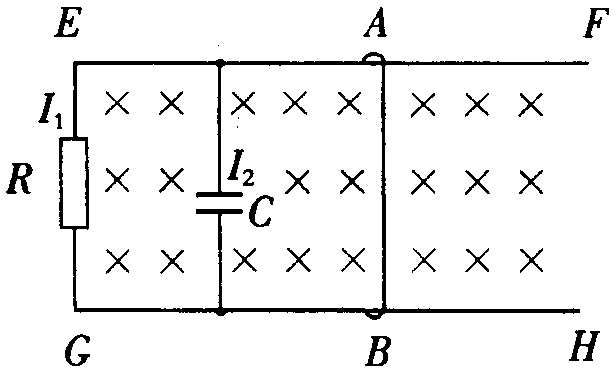 E A F
I₁
R I₂ C
G B H